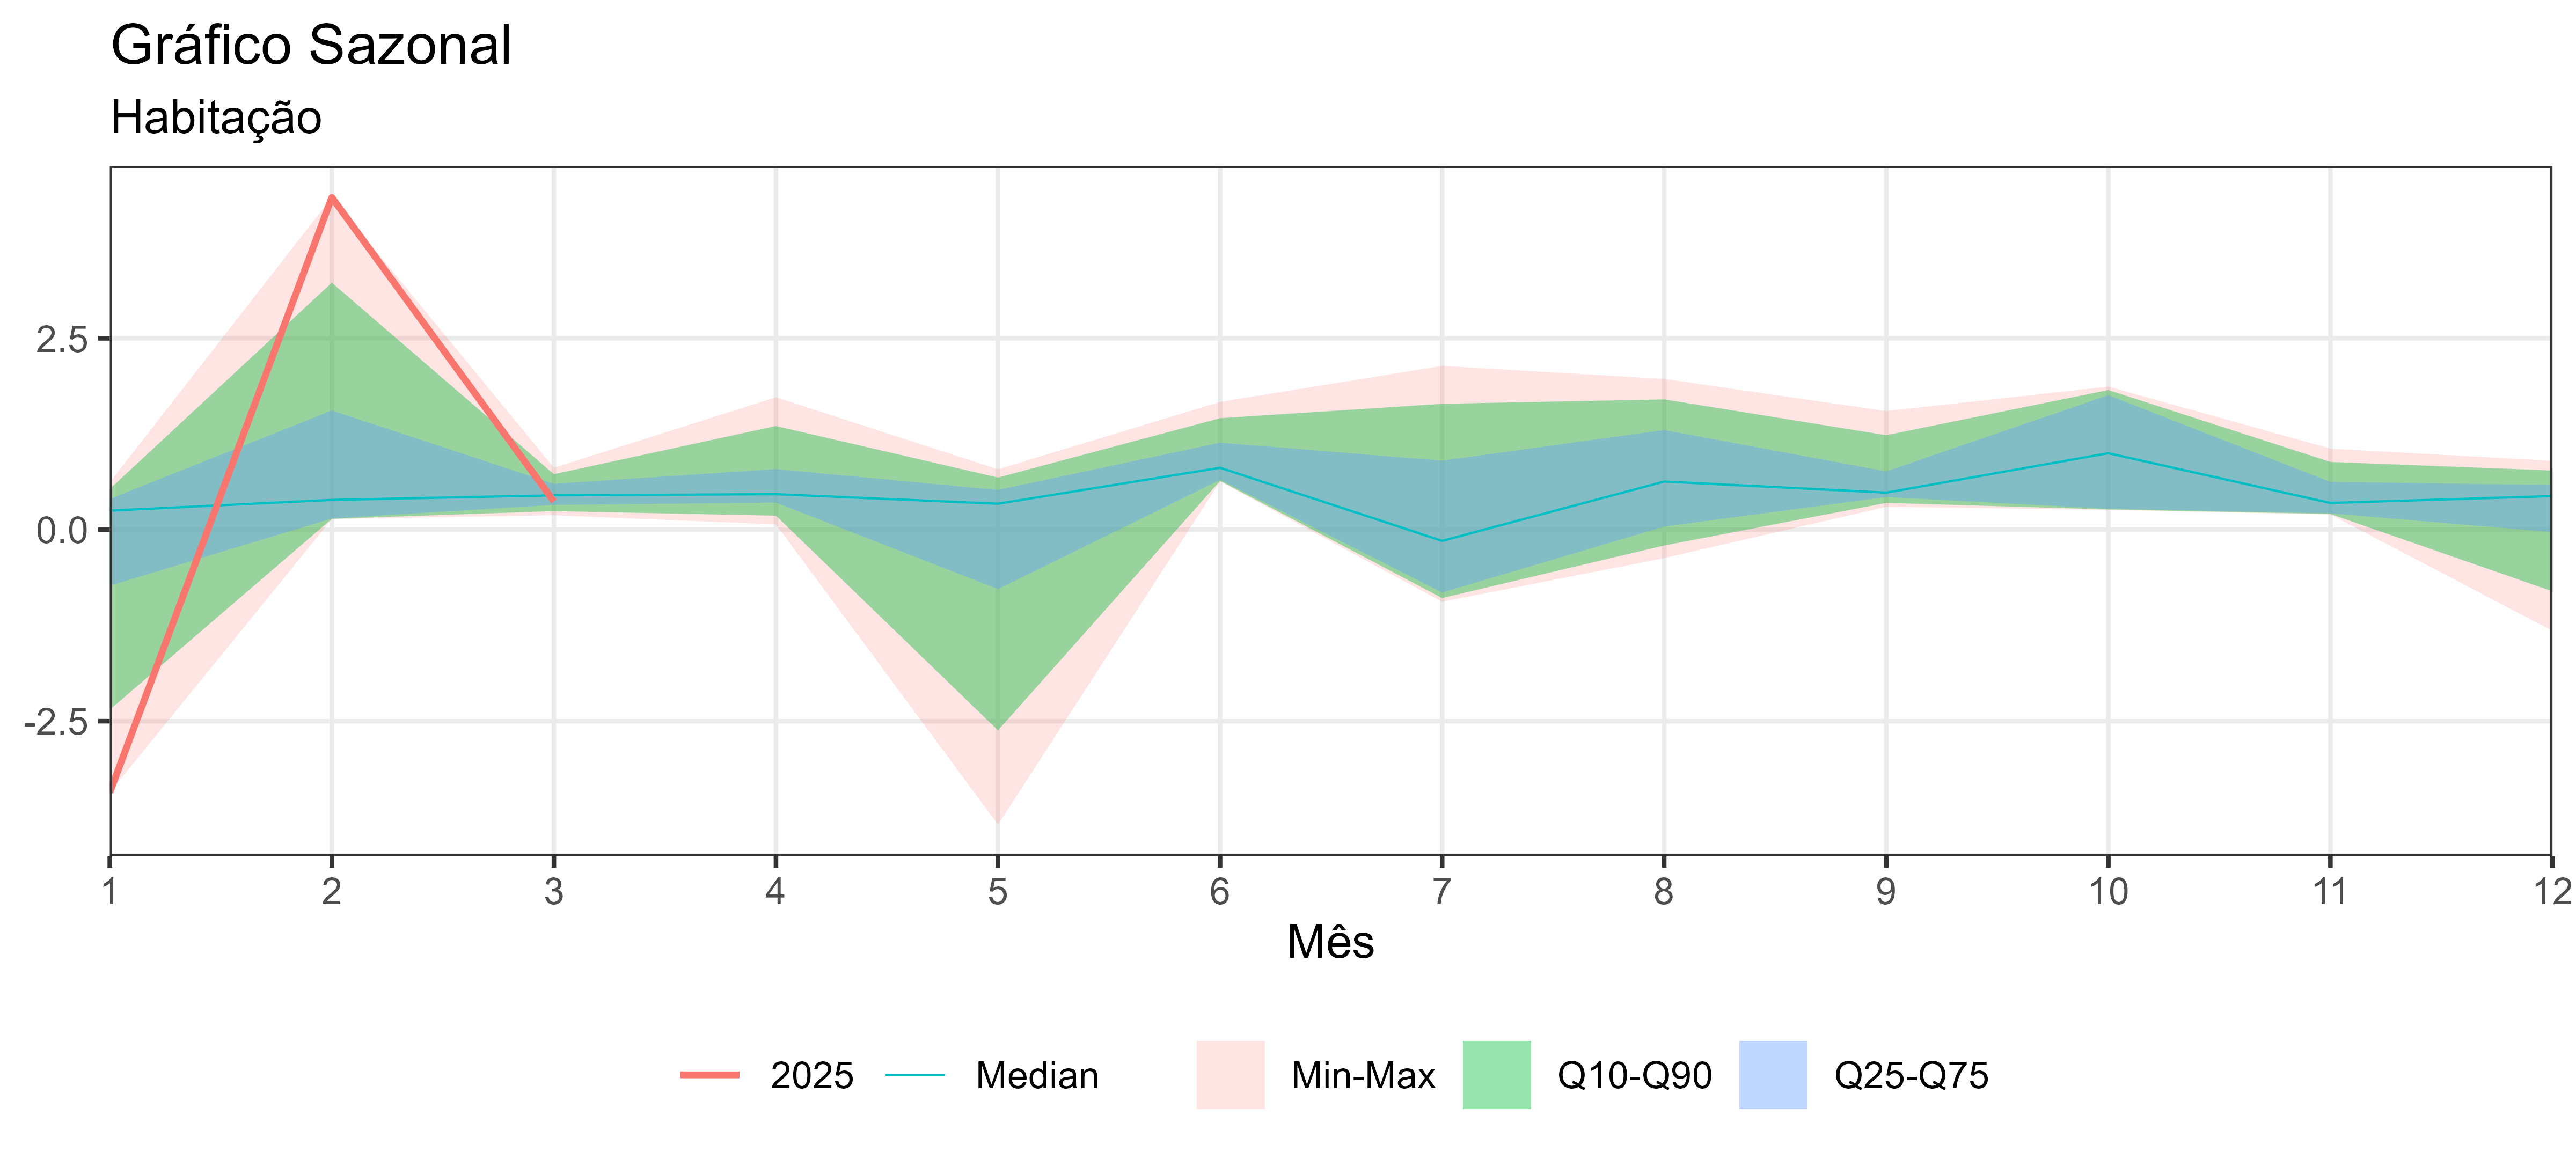 Gráfico Sazonal
Habitação
2.5
0.0
-2.5
1 2 3 4 5 6 7 8 9 10 11 12
Mês
2025 Median Min-Max Q10-Q90 Q25-Q75